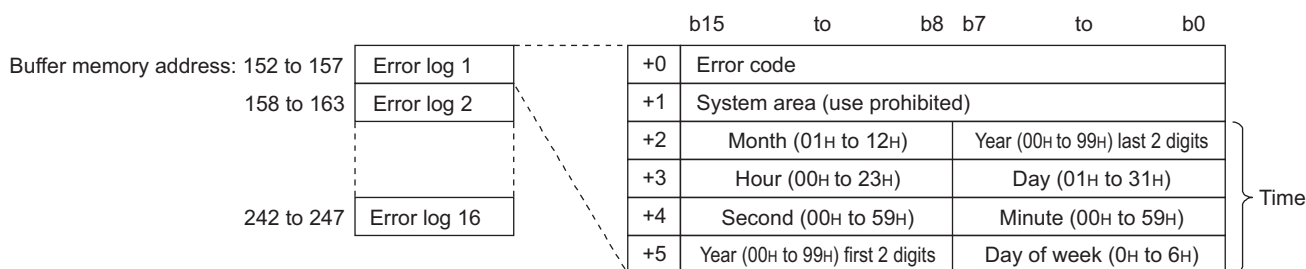 b15 to b8 b7 to b0
Buffer memory address: 152 to 157 Error log 1 +0 Error code
158 to 163 Error log 2 +1 System area (use prohibited)
+2 Month (01H to 12H) Year (00H to 99H) last 2 digits
+3 Hour (00H to 23H) Day (01H to 31H)
Time
242 to 247 Error log 16 +4 Second (00H to 59H) Minute (00H to 59H)
+5 Year (00H to 99H) first 2 digits Day of week (0H to 6H)